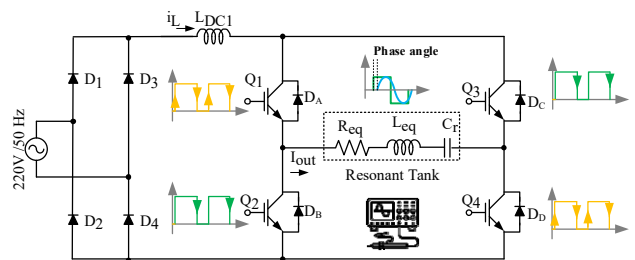 i_L L_DC1
Phase angle
D1 D3 Q1 D_A Q3 D_C
220V/50 Hz
R_eq L_eq C_r
I_out
Resonant Tank
D2 D4 Q2 D_B Q4 D_D